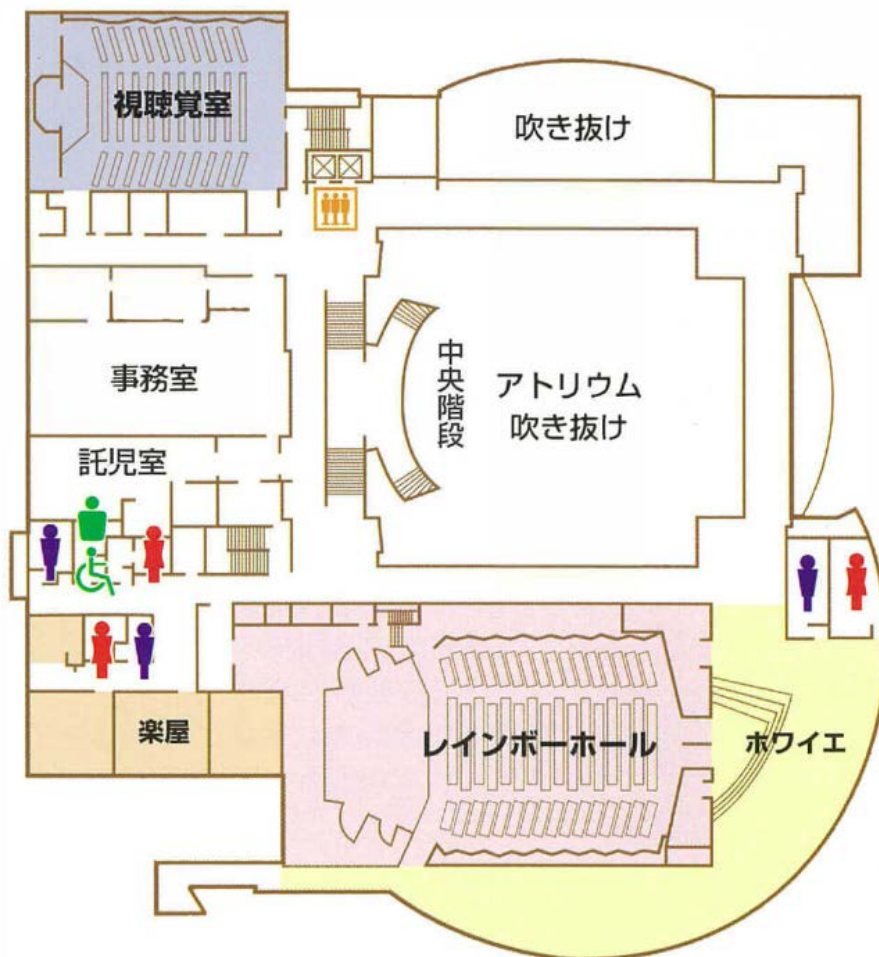 視聴覚室
吹き抜け
事務室
中央階段
アトリウム
吹き抜け
託児室
楽屋
レインボーホール
ホワイエ